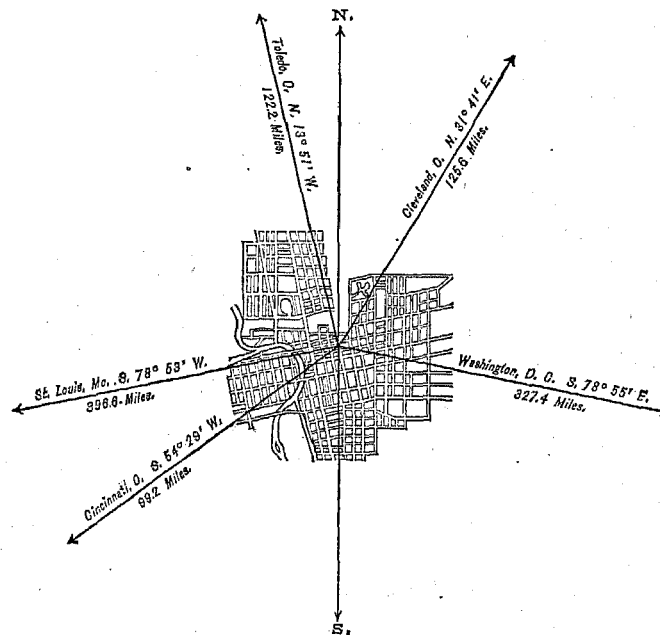 N.
Toledo, O. N. 13° 51' W.
122.2 Miles.
Cleveland, O. N. 31° 41' E.
125.6 Miles.
St. Louis, Mo. S. 78° 53' W.
396.6 Miles.
Washington, D. C. S. 78° 55' E.
327.4 Miles.
Cincinnati, O. S. 54° 29' W.
99.2 Miles.
S.